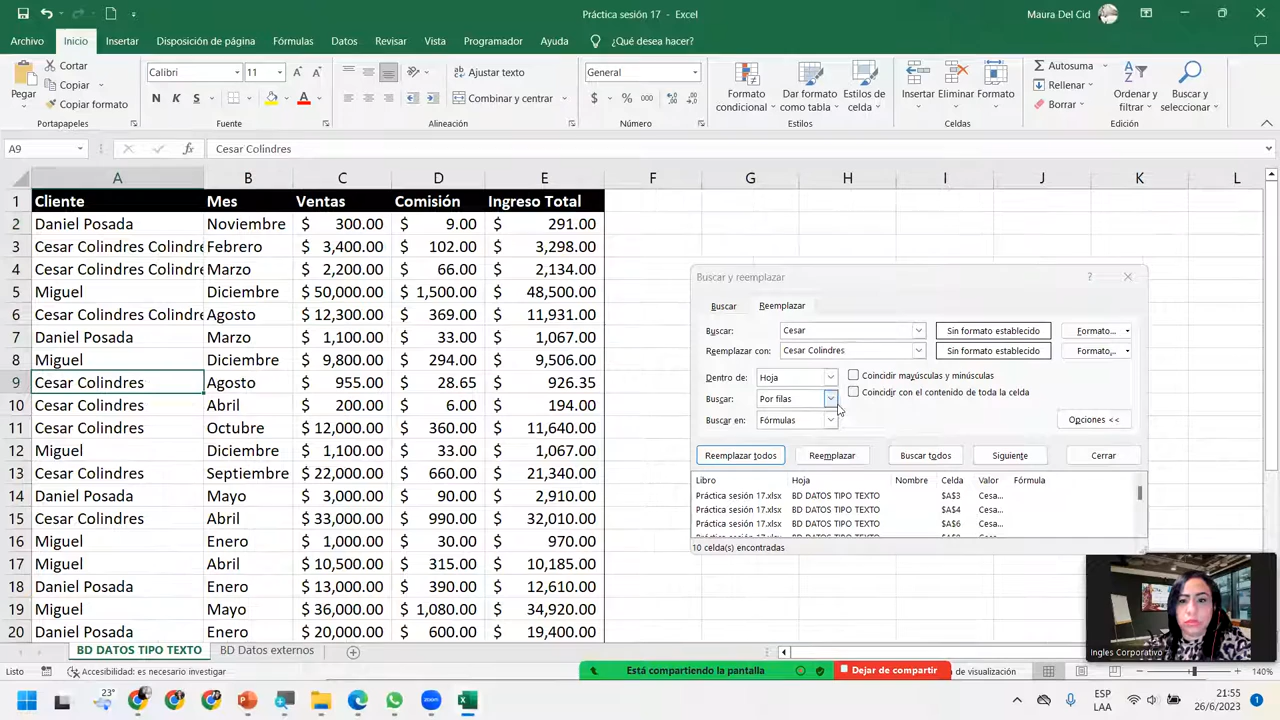 Práctica sesión 17 - Excel
Maura Del Cid
Archivo Inicio Insertar Disposición de página Fórmulas Datos Revisar Vista Programador Ayuda ¿Qué desea hacer?
Pegar
Cortar
Copiar
Copiar formato
Portapapeles
Calibri 11
N K S
Fuente
Ajustar texto
Combinar y centrar
Alineación
General
$ % 000
Número
Formato condicional
Dar formato como tabla
Estilos de celda
Estilos
Insertar Eliminar Formato
Celdas
Autosuma
Rellenar
Borrar
Ordenar y filtrar
Buscar y seleccionar
Edición
A9 fx Cesar Colindres
A B C D E F G H I J K L
1 Cliente Mes Ventas Comisión Ingreso Total
2 Daniel Posada Noviembre $ 300.00 $ 9.00 $ 291.00
3 Cesar Colindres Colindr Febrero $ 3,400.00 $ 102.00 $ 3,298.00
4 Cesar Colindres Colindr Marzo $ 2,200.00 $ 66.00 $ 2,134.00
5 Miguel Diciembre $ 50,000.00 $ 1,500.00 $ 48,500.00
6 Cesar Colindres Colindr Agosto $ 12,300.00 $ 369.00 $ 11,931.00
7 Daniel Posada Marzo $ 1,100.00 $ 33.00 $ 1,067.00
8 Miguel Diciembre $ 9,800.00 $ 294.00 $ 9,506.00
9 Cesar Colindres Agosto $ 955.00 $ 28.65 $ 926.35
10 Cesar Colindres Abril $ 200.00 $ 6.00 $ 194.00
11 Cesar Colindres Octubre $ 12,000.00 $ 360.00 $ 11,640.00
12 Miguel Diciembre $ 1,100.00 $ 33.00 $ 1,067.00
13 Cesar Colindres Septiembre $ 22,000.00 $ 660.00 $ 21,340.00
14 Daniel Posada Mayo $ 3,000.00 $ 90.00 $ 2,910.00
15 Cesar Colindres Abril $ 33,000.00 $ 990.00 $ 32,010.00
16 Miguel Enero $ 1,000.00 $ 30.00 $ 970.00
17 Miguel Abril $ 10,500.00 $ 315.00 $ 10,185.00
18 Daniel Posada Enero $ 13,000.00 $ 390.00 $ 12,610.00
19 Miguel Mayo $ 36,000.00 $ 1,080.00 $ 34,920.00
20 Daniel Posada Enero $ 20,000.00 $ 600.00 $ 19,400.00
Buscar y reemplazar ?
Buscar Reemplazar
Buscar: Cesar Sin formato establecido Formato...
Reemplazar con: Cesar Colindres Sin formato establecido Formato...
Dentro de: Hoja Coincidir mayúsculas y minúsculas
Buscar: Por filas Coincidir con el contenido de toda la celda
Buscar en: Fórmulas Opciones <<
Reemplazar todos Reemplazar Buscar todos Siguiente Cerrar
Libro Hoja Nombre Celda Valor Fórmula
Práctica sesión 17.xlsx BD DATOS TIPO TEXTO $A$3 Cesa...
Práctica sesión 17.xlsx BD DATOS TIPO TEXTO $A$4 Cesa...
Práctica sesión 17.xlsx BD DATOS TIPO TEXTO $A$6 Cesa...
10 celda(s) encontradas
Ingles Corporativo
BD DATOS TIPO TEXTO BD Datos externos
Listo Accesibilidad: es necesario investigar
Está compartiendo la pantalla
Dejar de compartir
de visualización
140%
23°
zoom
ESP
LAA
21:55
26/6/2023
1